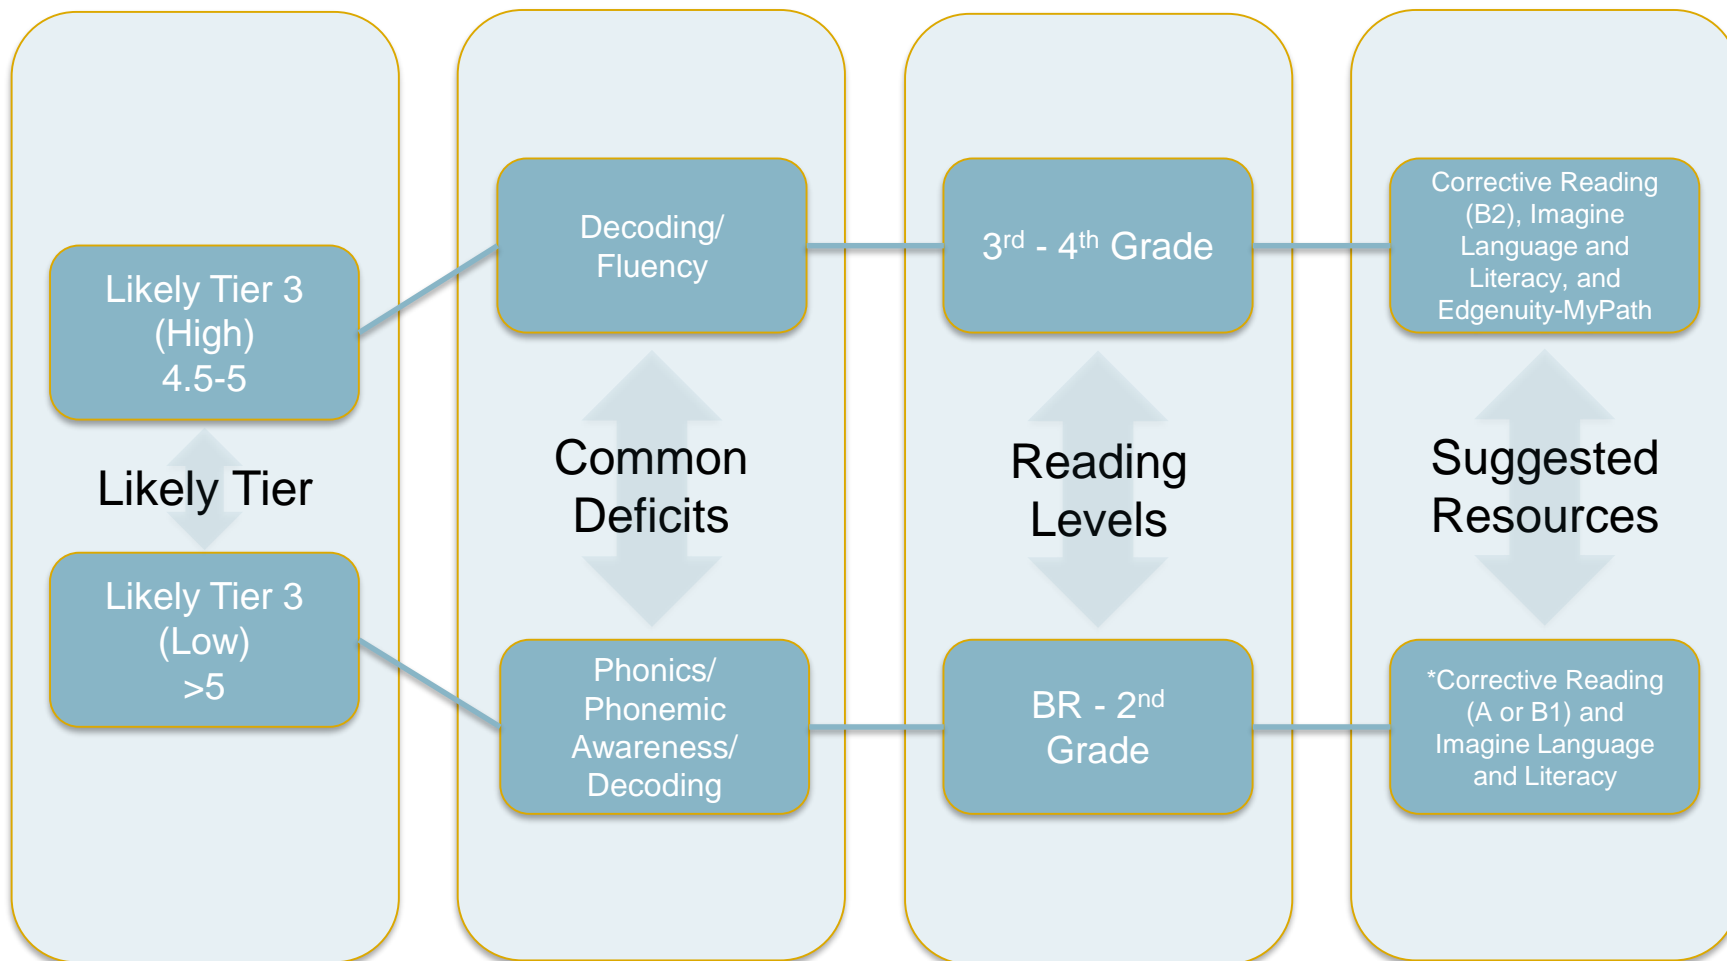 Likely Tier 3
(High)
4.5-5
Likely Tier
Likely Tier 3
(Low)
>5
Decoding/
Fluency
Common
Deficits
Phonics/
Phonemic
Awareness/
Decoding
3rd - 4th Grade
Reading
Levels
BR - 2nd
Grade
Corrective Reading
(B2), Imagine
Language and
Literacy, and
Edgenuity-MyPath
Suggested
Resources
*Corrective Reading
(A or B1) and
Imagine Language
and Literacy